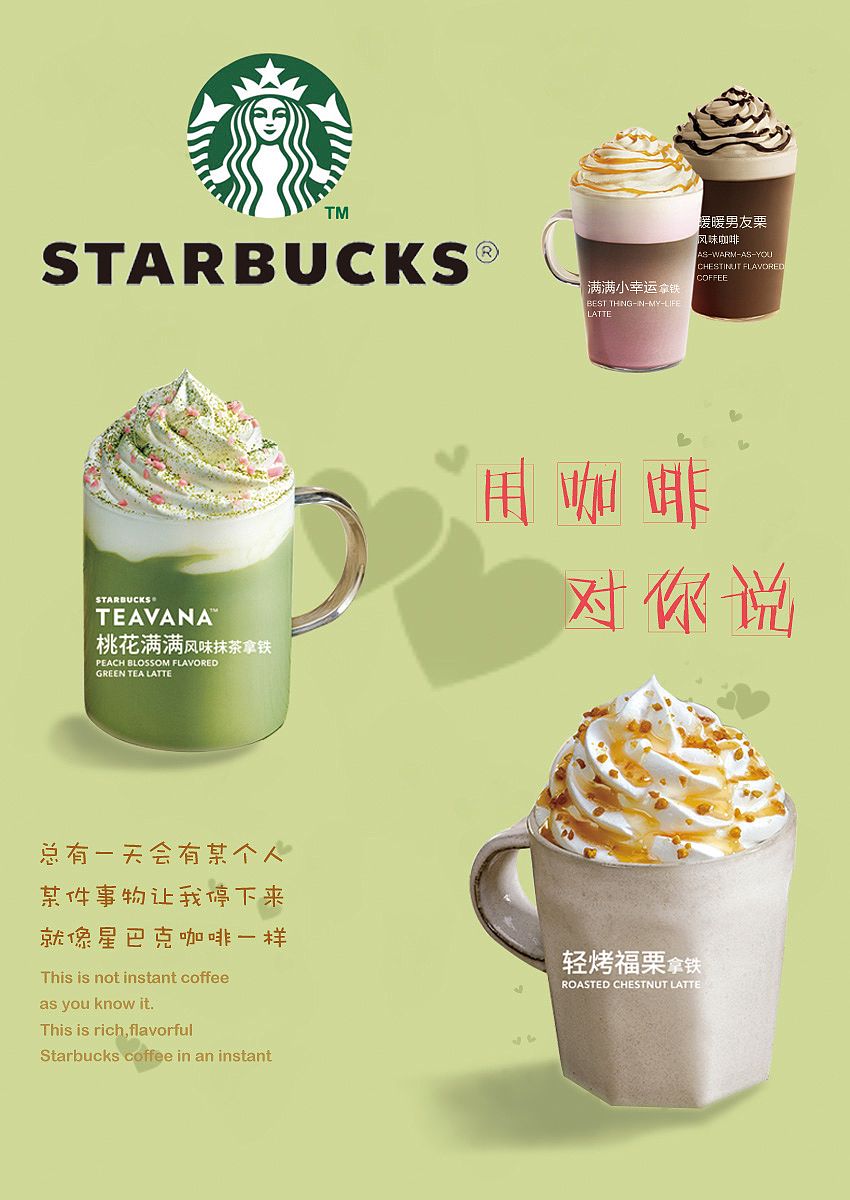 TM
STARBUCKS®
暖暖男友栗
风味咖啡
AS-WARM-AS-YOU
CHESTINUT FLAVORED
COFFEE
满满小幸运拿铁
BEST THING-IN-MY-LIFE
LATTE
用咖啡
对你说
STARBUCKS®
TEAVANA™
桃花满满风味抹茶拿铁
PEACH BLOSSOM FLAVORED
GREEN TEA LATTE
总有一天会有某个人
某件事物让我停下来
就像星巴克咖啡一样
This is not instant coffee
as you know it.
This is rich,flavorful
Starbucks coffee in an instant
轻烤福栗拿铁
ROASTED CHESTNUT LATTE